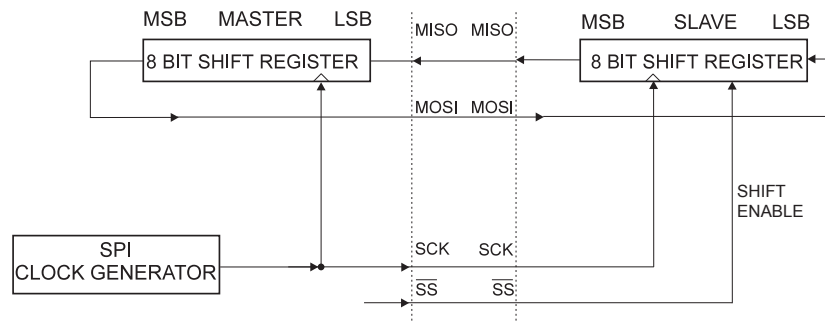 MSB MASTER LSB
8 BIT SHIFT REGISTER
MISO MISO
MSB SLAVE LSB
8 BIT SHIFT REGISTER
MOSI MOSI
SHIFT
ENABLE
SPI
CLOCK GENERATOR
SCK SCK
SS SS